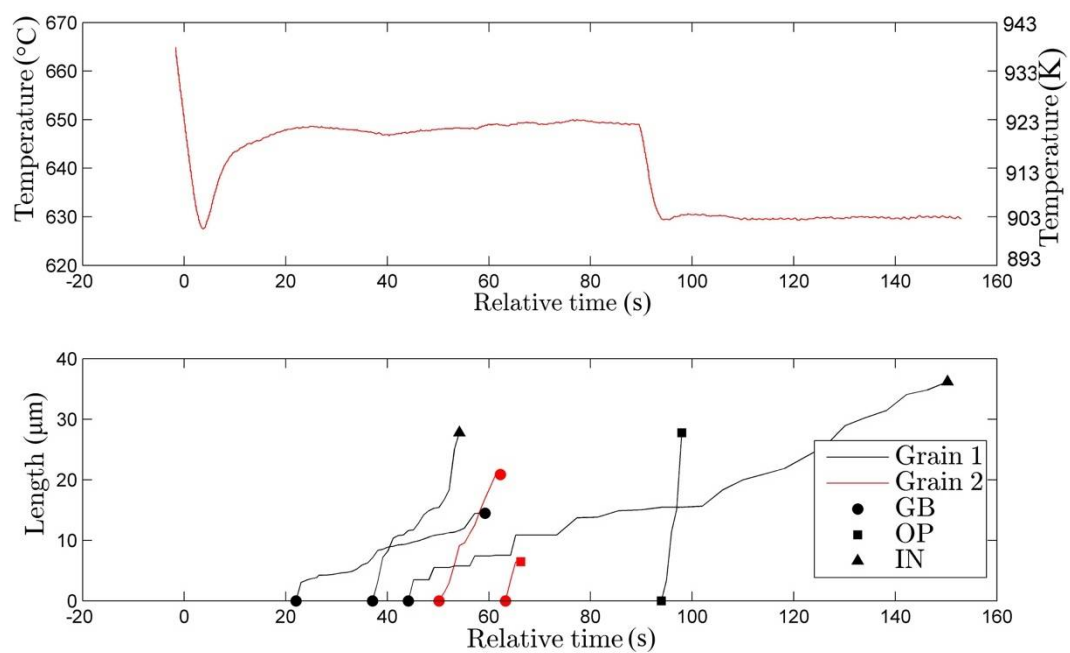 670
660
650
640
630
620
Temperature(°C)
943
933
923
913
903
893
Temperature(K)
-20 0 20 40 60 80 100 120 140 160
Relative time (s)
40
30
20
10
0
Length (μm)
Grain 1
Grain 2
GB
OP
IN
-20 0 20 40 60 80 100 120 140 160
Relative time (s)